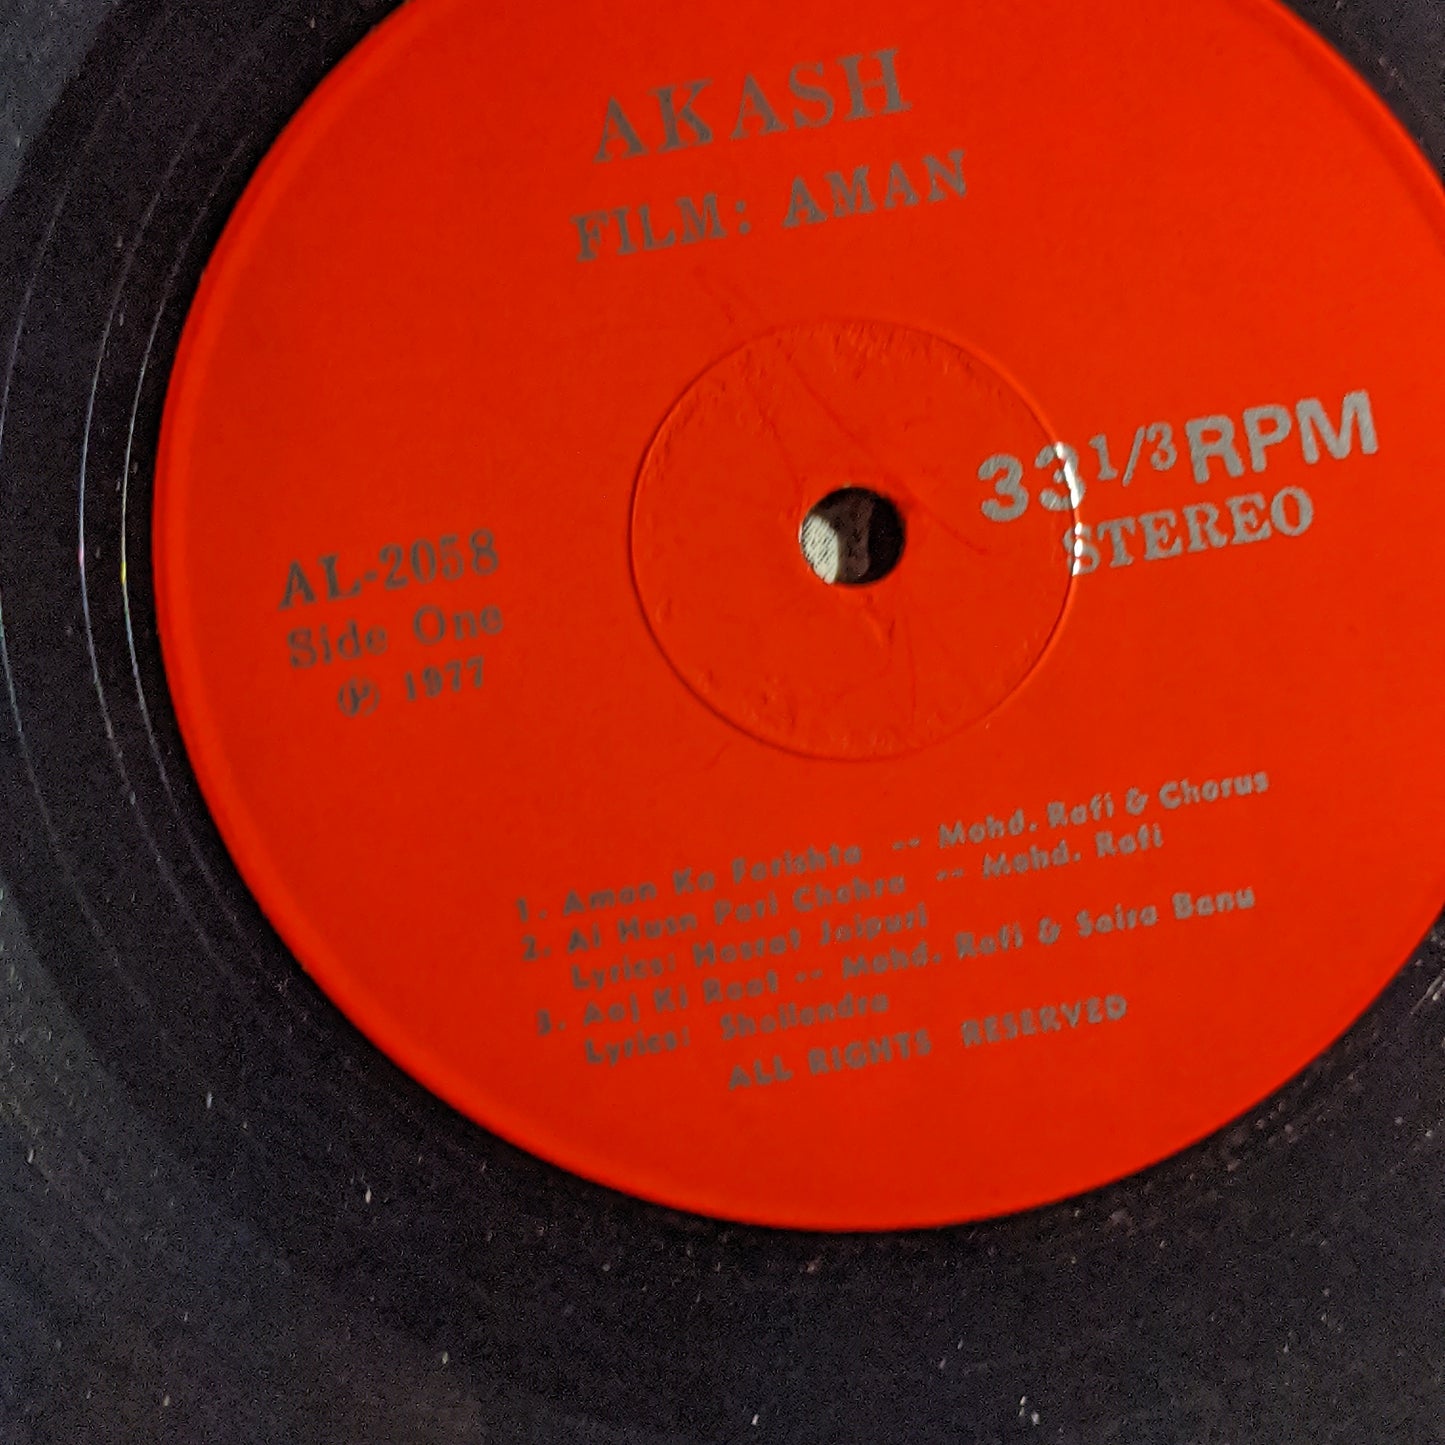 AKASH
FILM: AMAN
33 1/3 RPM
STEREO
AL-2058
Side One
℗ 1977
1. Aman Ka Farishta -- Mohd. Rafi & Chorus
2. Ai Husn Pari Chehra -- Mohd. Rafi
Lyrics: Hasrat Jaipuri
3. Aaj Ki Raat -- Mohd. Rafi & Saira Banu
Lyrics: Shailendra
ALL RIGHTS RESERVED